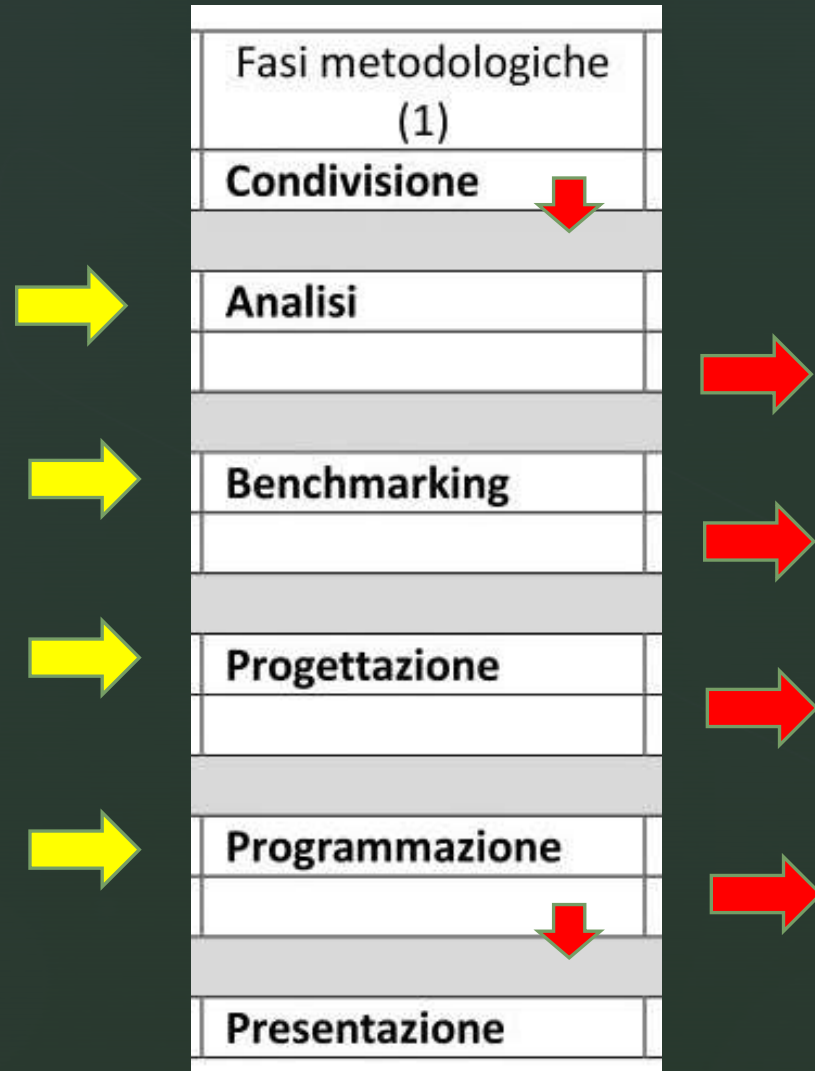 Fasi metodologiche
(1)
Condivisione
Analisi
Benchmarking
Progettazione
Programmazione
Presentazione